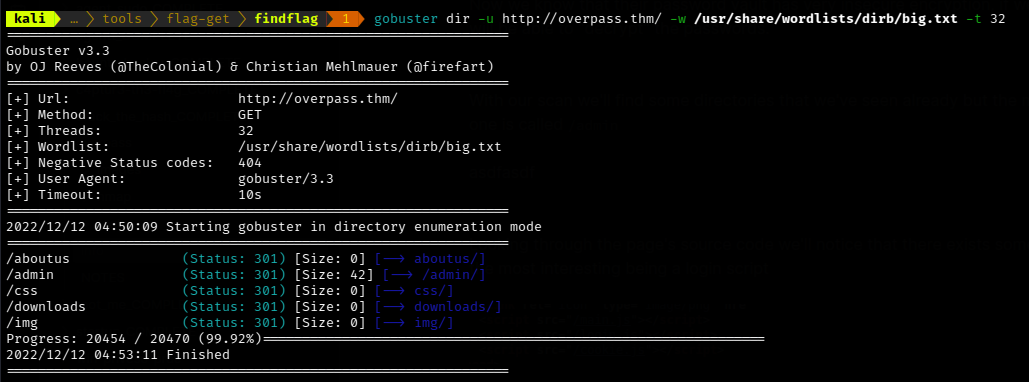 kali … tools flag-get findflag 1 gobuster dir -u http://overpass.thm/ -w /usr/share/wordlists/dirb/big.txt -t 32
===============================================================
Gobuster v3.3
by OJ Reeves (@TheColonial) & Christian Mehlmauer (@firefart)
===============================================================
[+] Url:                     http://overpass.thm/
[+] Method:                  GET
[+] Threads:                 32
[+] Wordlist:                /usr/share/wordlists/dirb/big.txt
[+] Negative Status codes:   404
[+] User Agent:              gobuster/3.3
[+] Timeout:                 10s
===============================================================
2022/12/12 04:50:09 Starting gobuster in directory enumeration mode
===============================================================
/aboutus              (Status: 301) [Size: 0] [--> aboutus/]
/admin                (Status: 301) [Size: 42] [--> /admin/]
/css                  (Status: 301) [Size: 0] [--> css/]
/downloads            (Status: 301) [Size: 0] [--> downloads/]
/img                  (Status: 301) [Size: 0] [--> img/]
Progress: 20454 / 20470 (99.92%)===============================================================
2022/12/12 04:53:11 Finished
===============================================================